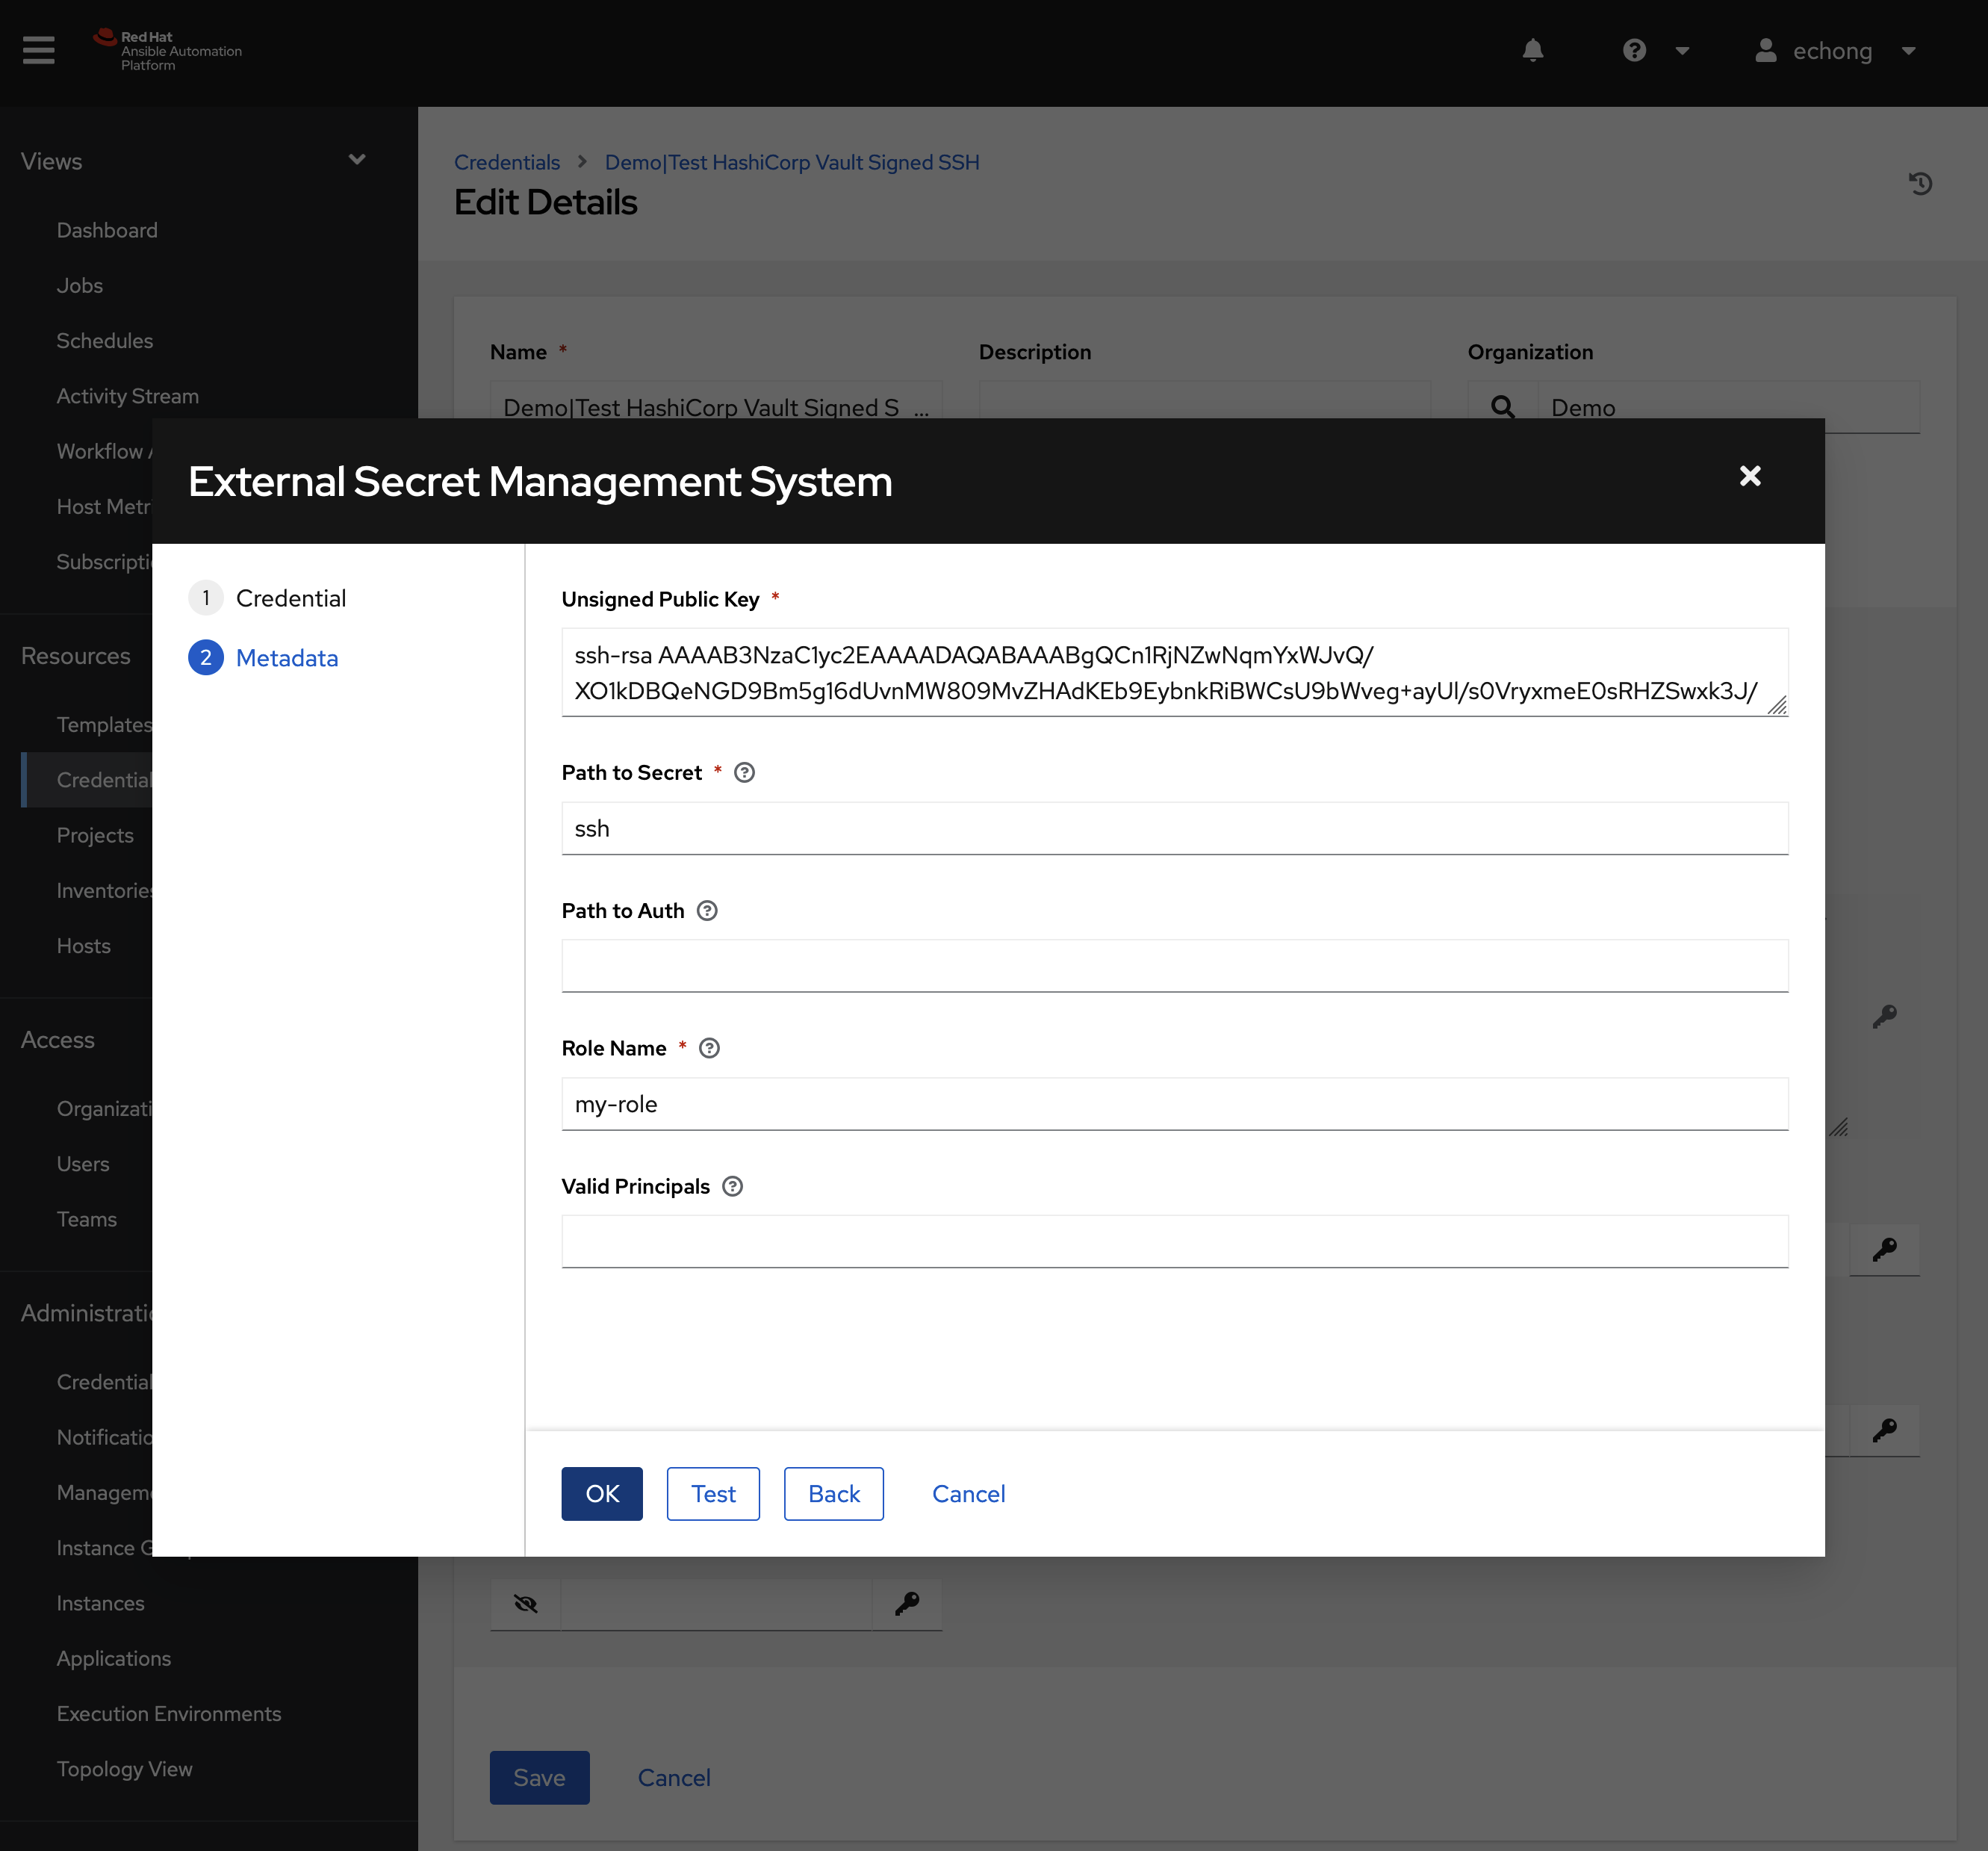 Red Hat
Ansible Automation
Platform
echong
Views
Dashboard
Jobs
Schedules
Activity Stream
Workflow
Host Metr
Subscripti
Resources
Templates
Credential
Projects
Inventories
Hosts
Access
Organizati
Users
Teams
Administratio
Credential
Notificatio
Manageme
Instance G
Instances
Applications
Execution Environments
Topology View
Credentials > Demo|Test HashiCorp Vault Signed SSH
Edit Details
Name *
Description
Organization
Demo|Test HashiCorp Vault Signed S ...
Demo
External Secret Management System
1 Credential
2 Metadata
Unsigned Public Key *
ssh-rsa AAAAB3NzaC1yc2EAAAADAQABAAABgQCn1RjNZwNqmYxWJvQ/
XO1kDBQeNGD9Bm5g16dUvnMW809MvZHAdKEb9EybnkRiBWCsU9bWveg+ayUl/s0VryxmeE0sRHZSwxk3J/
Path to Secret *
ssh
Path to Auth
Role Name *
my-role
Valid Principals
OK
Test
Back
Cancel
Save
Cancel